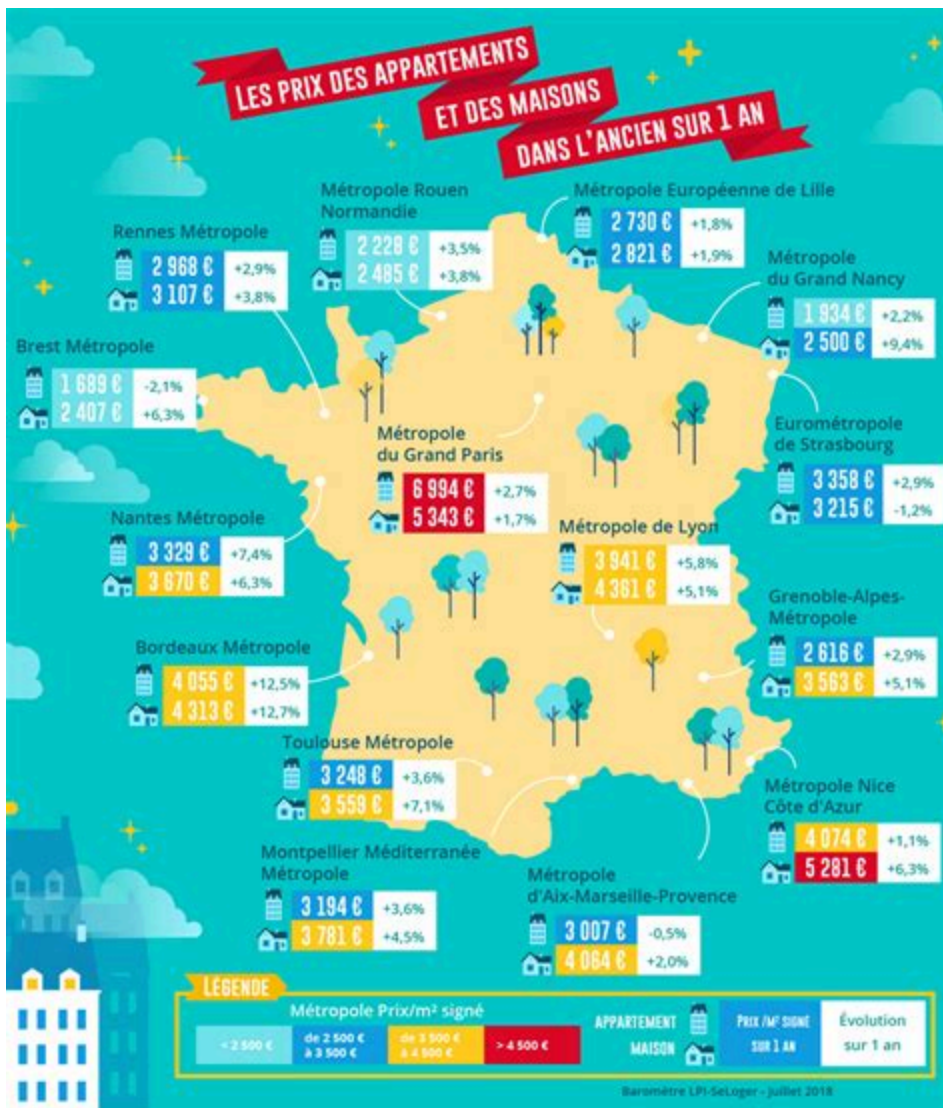 LES PRIX DES APPARTEMENTS
ET DES MAISONS
DANS L'ANCIEN SUR 1 AN
Métropole Rouen
Normandie
2 228 € +3,5%
2 485 € +3,8%
Métropole Européenne de Lille
2 730 € +1,8%
2 821 € +1,9%
Rennes Métropole
2 968 € +2,9%
3 107 € +3,8%
Métropole
du Grand Nancy
1 934 € +2,2%
2 500 € +9,4%
Brest Métropole
1 689 € -2,1%
2 407 € +6,3%
Métropole
du Grand Paris
6 994 € +2,7%
5 343 € +1,7%
Eurométropole
de Strasbourg
3 358 € +2,9%
3 215 € -1,2%
Nantes Métropole
3 329 € +7,4%
3 670 € +6,3%
Métropole de Lyon
3 941 € +5,8%
4 361 € +5,1%
Grenoble-Alpes-
Métropole
2 616 € +2,9%
3 563 € +5,1%
Bordeaux Métropole
4 055 € +12,5%
4 313 € +12,7%
Toulouse Métropole
3 248 € +3,6%
3 559 € +7,1%
Métropole Nice
Côte d'Azur
4 074 € +1,1%
5 281 € +6,3%
Montpellier Méditerranée
Métropole
3 194 € +3,6%
3 781 € +4,5%
Métropole
d'Aix-Marseille-Provence
3 007 € -0,5%
4 064 € +2,0%
LÉGENDE
Métropole Prix/m² signé
< 2 500 €
de 2 500 €
à 3 500 €
de 3 500 €
à 4 500 €
> 4 500 €
APPARTEMENT
MAISON
PRIX /M² SIGNÉ
SUR 1 AN
Évolution
sur 1 an
Baromètre LPI-SeLoger - juillet 2018